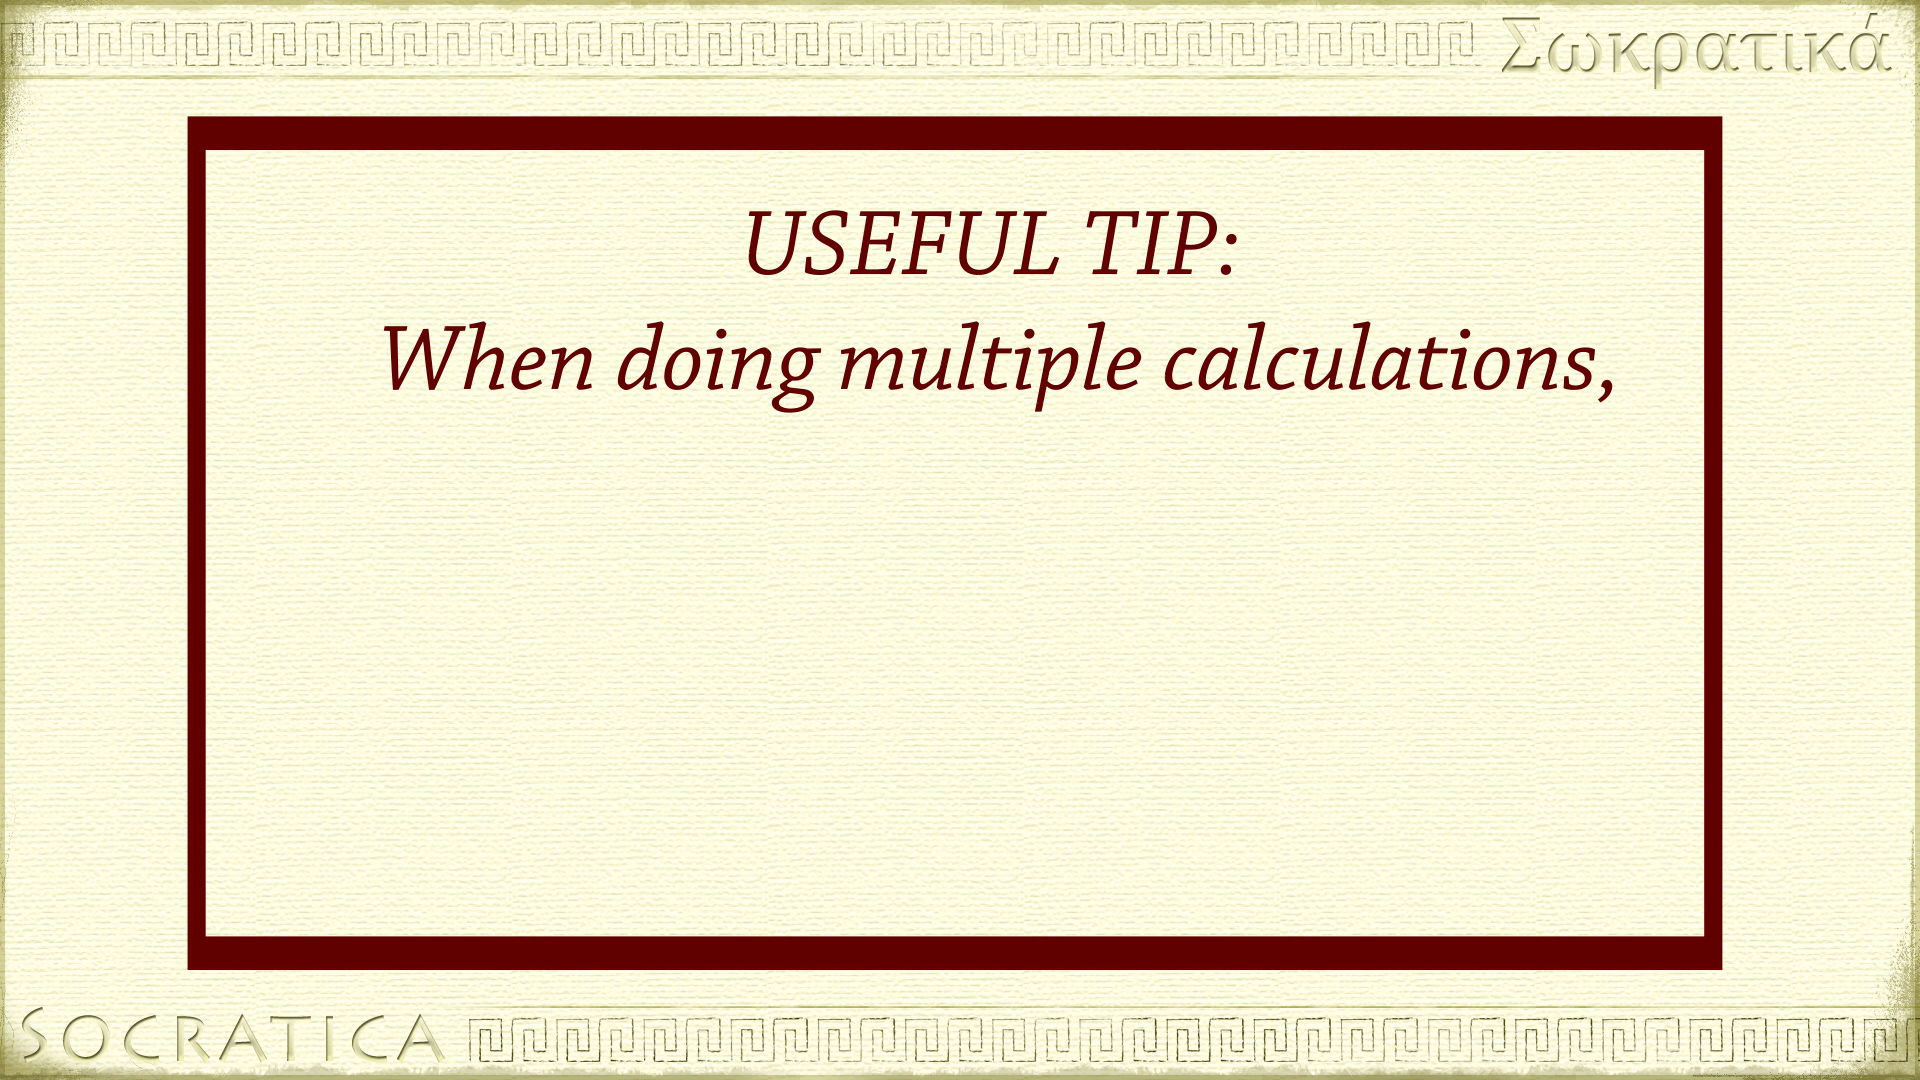 Σωκρατικά
USEFUL TIP:
When doing multiple calculations,
SOCRATICA